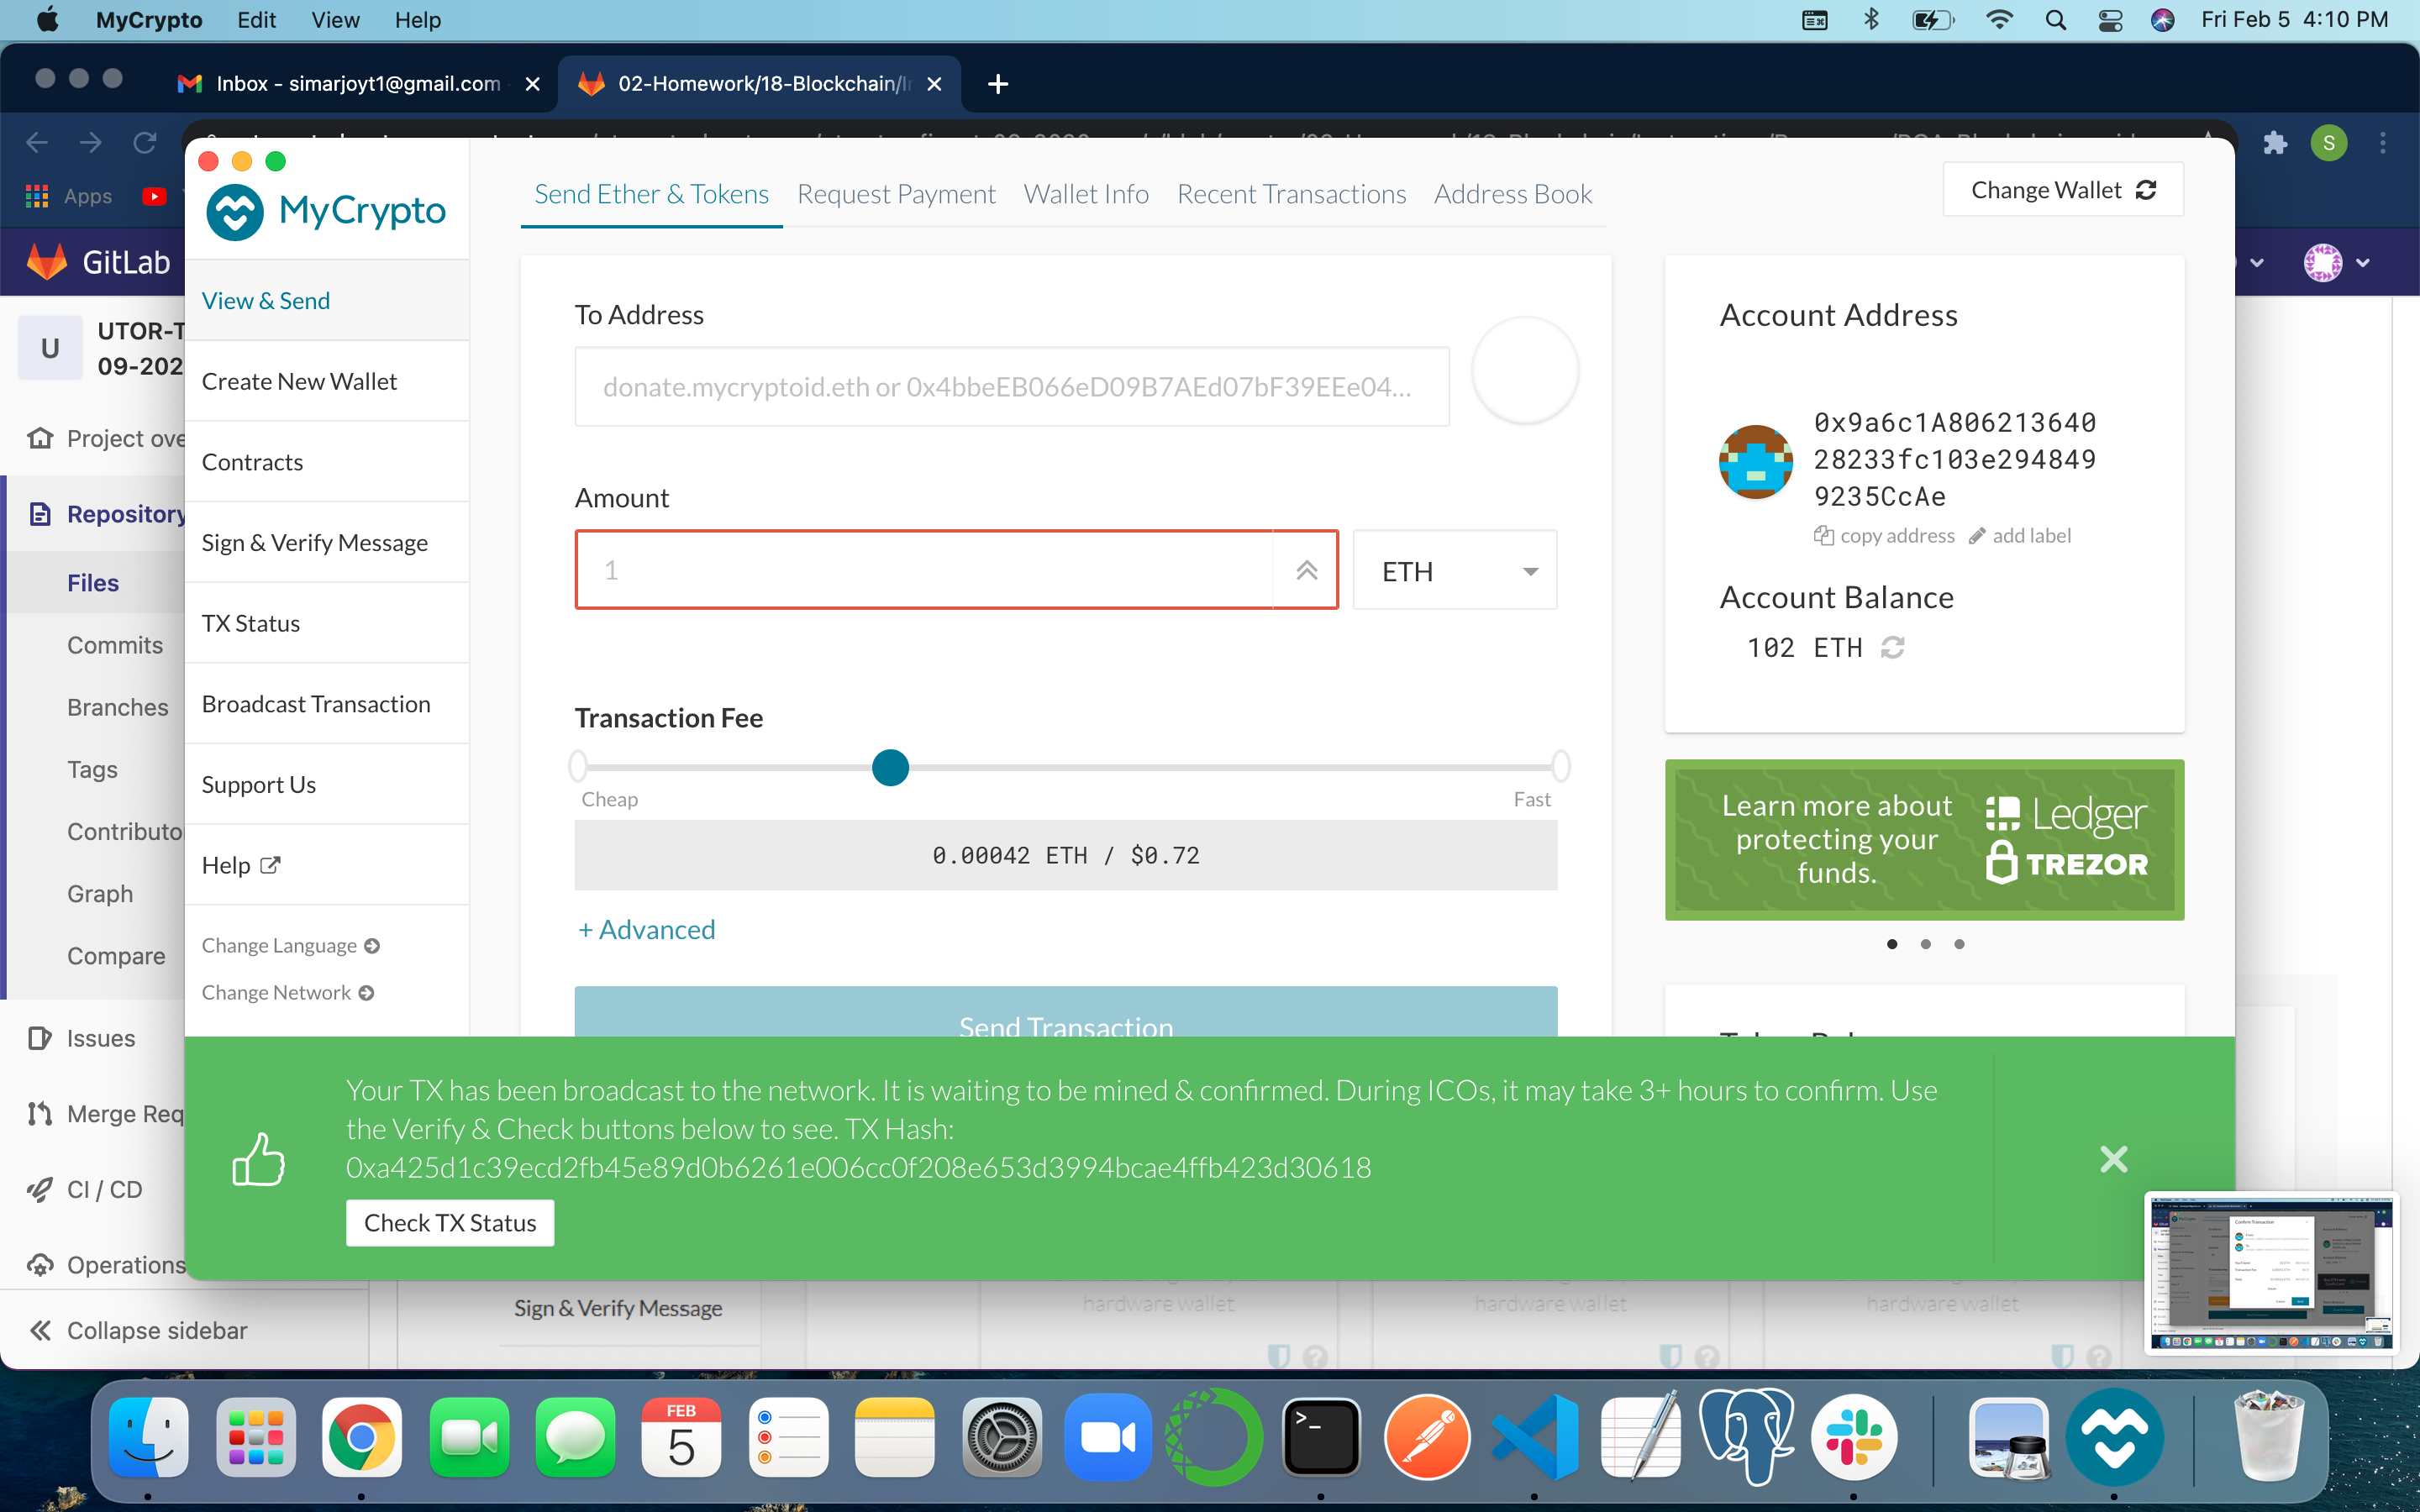 MyCrypto Edit View Help
Fri Feb 5 4:10 PM
Inbox - simarjoyt1@gmail.com
02-Homework/18-Blockchain/
S
Apps
GitLab
U
UTOR-T
09-202
Project ove
Repository
Files
Commits
Branches
Tags
Contributo
Graph
Compare
Issues
Merge Req
CI / CD
Operations
Collapse sidebar
MyCrypto
View & Send
Create New Wallet
Contracts
Sign & Verify Message
TX Status
Broadcast Transaction
Support Us
Help
Change Language
Change Network
Send Ether & Tokens Request Payment Wallet Info Recent Transactions Address Book
Change Wallet
To Address
donate.mycryptoid.eth or 0x4bbeEB066eD09B7AEd07bF39EEe04...
Amount
1
ETH
Transaction Fee
Cheap
Fast
0.00042 ETH / $0.72
+ Advanced
Send Transaction
Account Address
0x9a6c1A806213640
28233fc103e294849
9235CcAe
copy address add label
Account Balance
102 ETH
Learn more about
protecting your
funds.
Ledger
TREZOR
Your TX has been broadcast to the network. It is waiting to be mined & confirmed. During ICOs, it may take 3+ hours to confirm. Use
the Verify & Check buttons below to see. TX Hash:
0xa425d1c39ecd2fb45e89d0b6261e006cc0f208e653d3994bcae4ffb423d30618
Check TX Status
Sign & Verify Message
hardware wallet
hardware wallet
hardware wallet
FEB
5